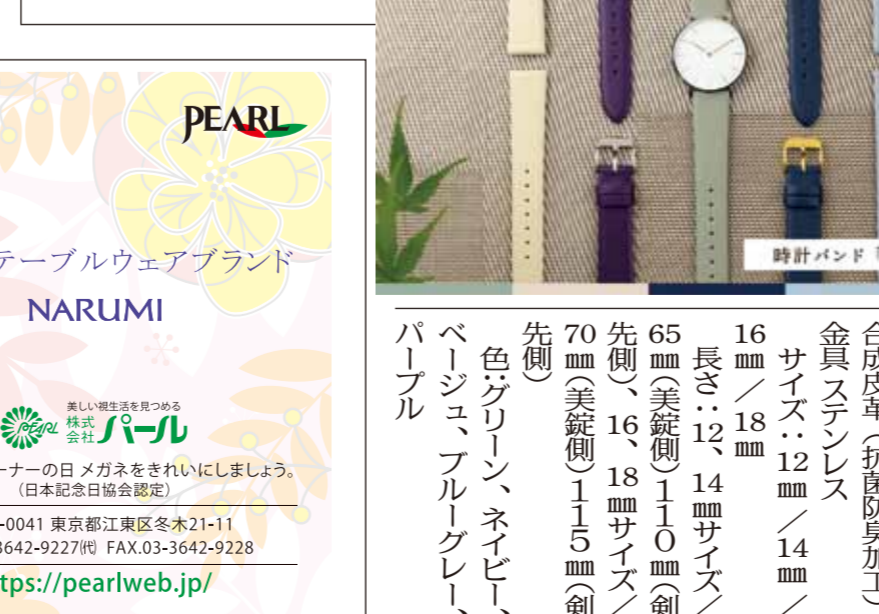 PEARL
テーブルウェアブランド
NARUMI
美しい視生活を見つめる
PEARL 株式会社 パール
ーナーの日 メガネをきれいにしましょう。
（日本記念日協会認定）
-0041 東京都江東区冬木21-11
3642-9227㈹ FAX.03-3642-9228
tps://pearlweb.jp/
時計バンド「
合成皮革（抗菌防臭加工）
金具 ステンレス
サイズ：12㎜／14㎜／
16㎜／18㎜
長さ：12、14㎜サイズ／
65㎜（美錠側）110㎜（剣
先側）、16、18㎜サイズ／
70㎜（美錠側）115㎜（剣
先側）
色：グリーン、ネイビー、
ベージュ、ブルーグレー、
パープル